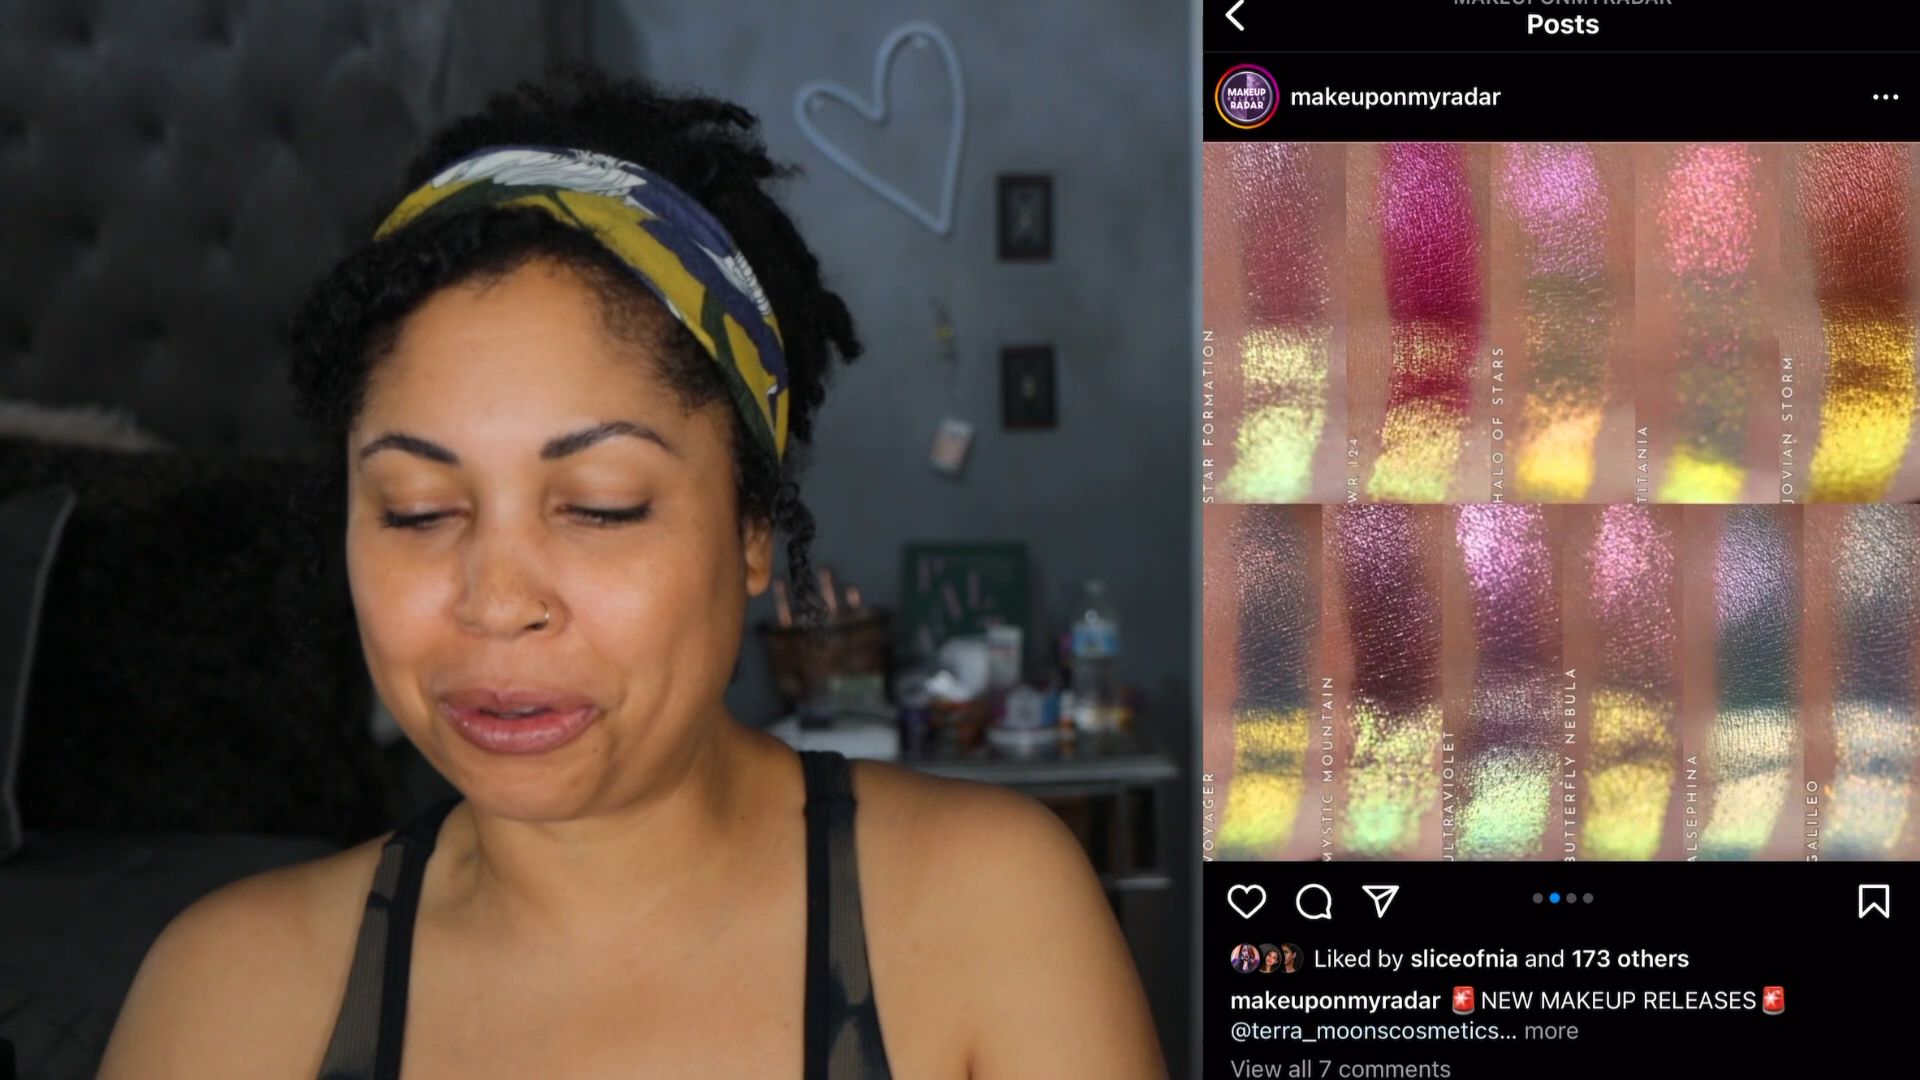 MAKEUPONMYRADAR
Posts
MAKEUP
RADAR
makeuponmyradar
STAR FORMATION
WR 124
HALO OF STARS
TITANIA
JOVIAN STORM
VOYAGER
MYSTIC MOUNTAIN
ULTRAVIOLET
BUTTERFLY NEBULA
ALSEPHINA
GALILEO
Liked by sliceofnia and 173 others
makeuponmyradar 🚨NEW MAKEUP RELEASES🚨
@terra_moonscosmetics... more
View all 7 comments